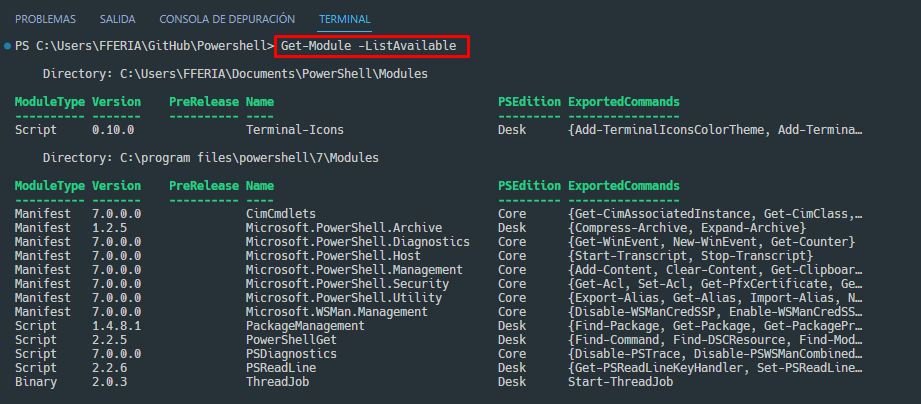 PROBLEMAS SALIDA CONSOLA DE DEPURACIÓN TERMINAL
PS C:\Users\FFERIA\GitHub\Powershell> Get-Module -ListAvailable
Directory: C:\Users\FFERIA\Documents\PowerShell\Modules
ModuleType Version PreRelease Name PSEdition ExportedCommands
---------- ------- ---------- ---- --------- ----------------
Script 0.10.0 Terminal-Icons Desk {Add-TerminalIconsColorTheme, Add-Termina…
Directory: C:\program files\powershell\7\Modules
ModuleType Version PreRelease Name PSEdition ExportedCommands
---------- ------- ---------- ---- --------- ----------------
Manifest 7.0.0.0 CimCmdlets Core {Get-CimAssociatedInstance, Get-CimClass,…
Manifest 1.2.5 Microsoft.PowerShell.Archive Desk {Compress-Archive, Expand-Archive}
Manifest 7.0.0.0 Microsoft.PowerShell.Diagnostics Core {Get-WinEvent, New-WinEvent, Get-Counter}
Manifest 7.0.0.0 Microsoft.PowerShell.Host Core {Start-Transcript, Stop-Transcript}
Manifest 7.0.0.0 Microsoft.PowerShell.Management Core {Add-Content, Clear-Content, Get-Clipboar…
Manifest 7.0.0.0 Microsoft.PowerShell.Security Core {Get-Acl, Set-Acl, Get-PfxCertificate, Ge…
Manifest 7.0.0.0 Microsoft.PowerShell.Utility Core {Export-Alias, Get-Alias, Import-Alias, N…
Manifest 7.0.0.0 Microsoft.WSMan.Management Core {Disable-WSManCredSSP, Enable-WSManCredSS…
Script 1.4.8.1 PackageManagement Desk {Find-Package, Get-Package, Get-PackagePr…
Script 2.2.5 PowerShellGet Desk {Find-Command, Find-DSCResource, Find-Mod…
Script 7.0.0.0 PSDiagnostics Core {Disable-PSTrace, Disable-PSWSManCombined…
Script 2.2.6 PSReadLine Desk {Get-PSReadLineKeyHandler, Set-PSReadLine…
Binary 2.0.3 ThreadJob Desk Start-ThreadJob